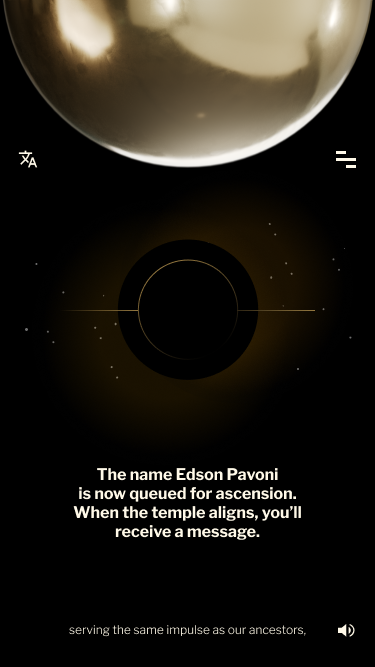 The name Edson Pavoni
is now queued for ascension.
When the temple aligns, you’ll
receive a message.
serving the same impulse as our ancestors,